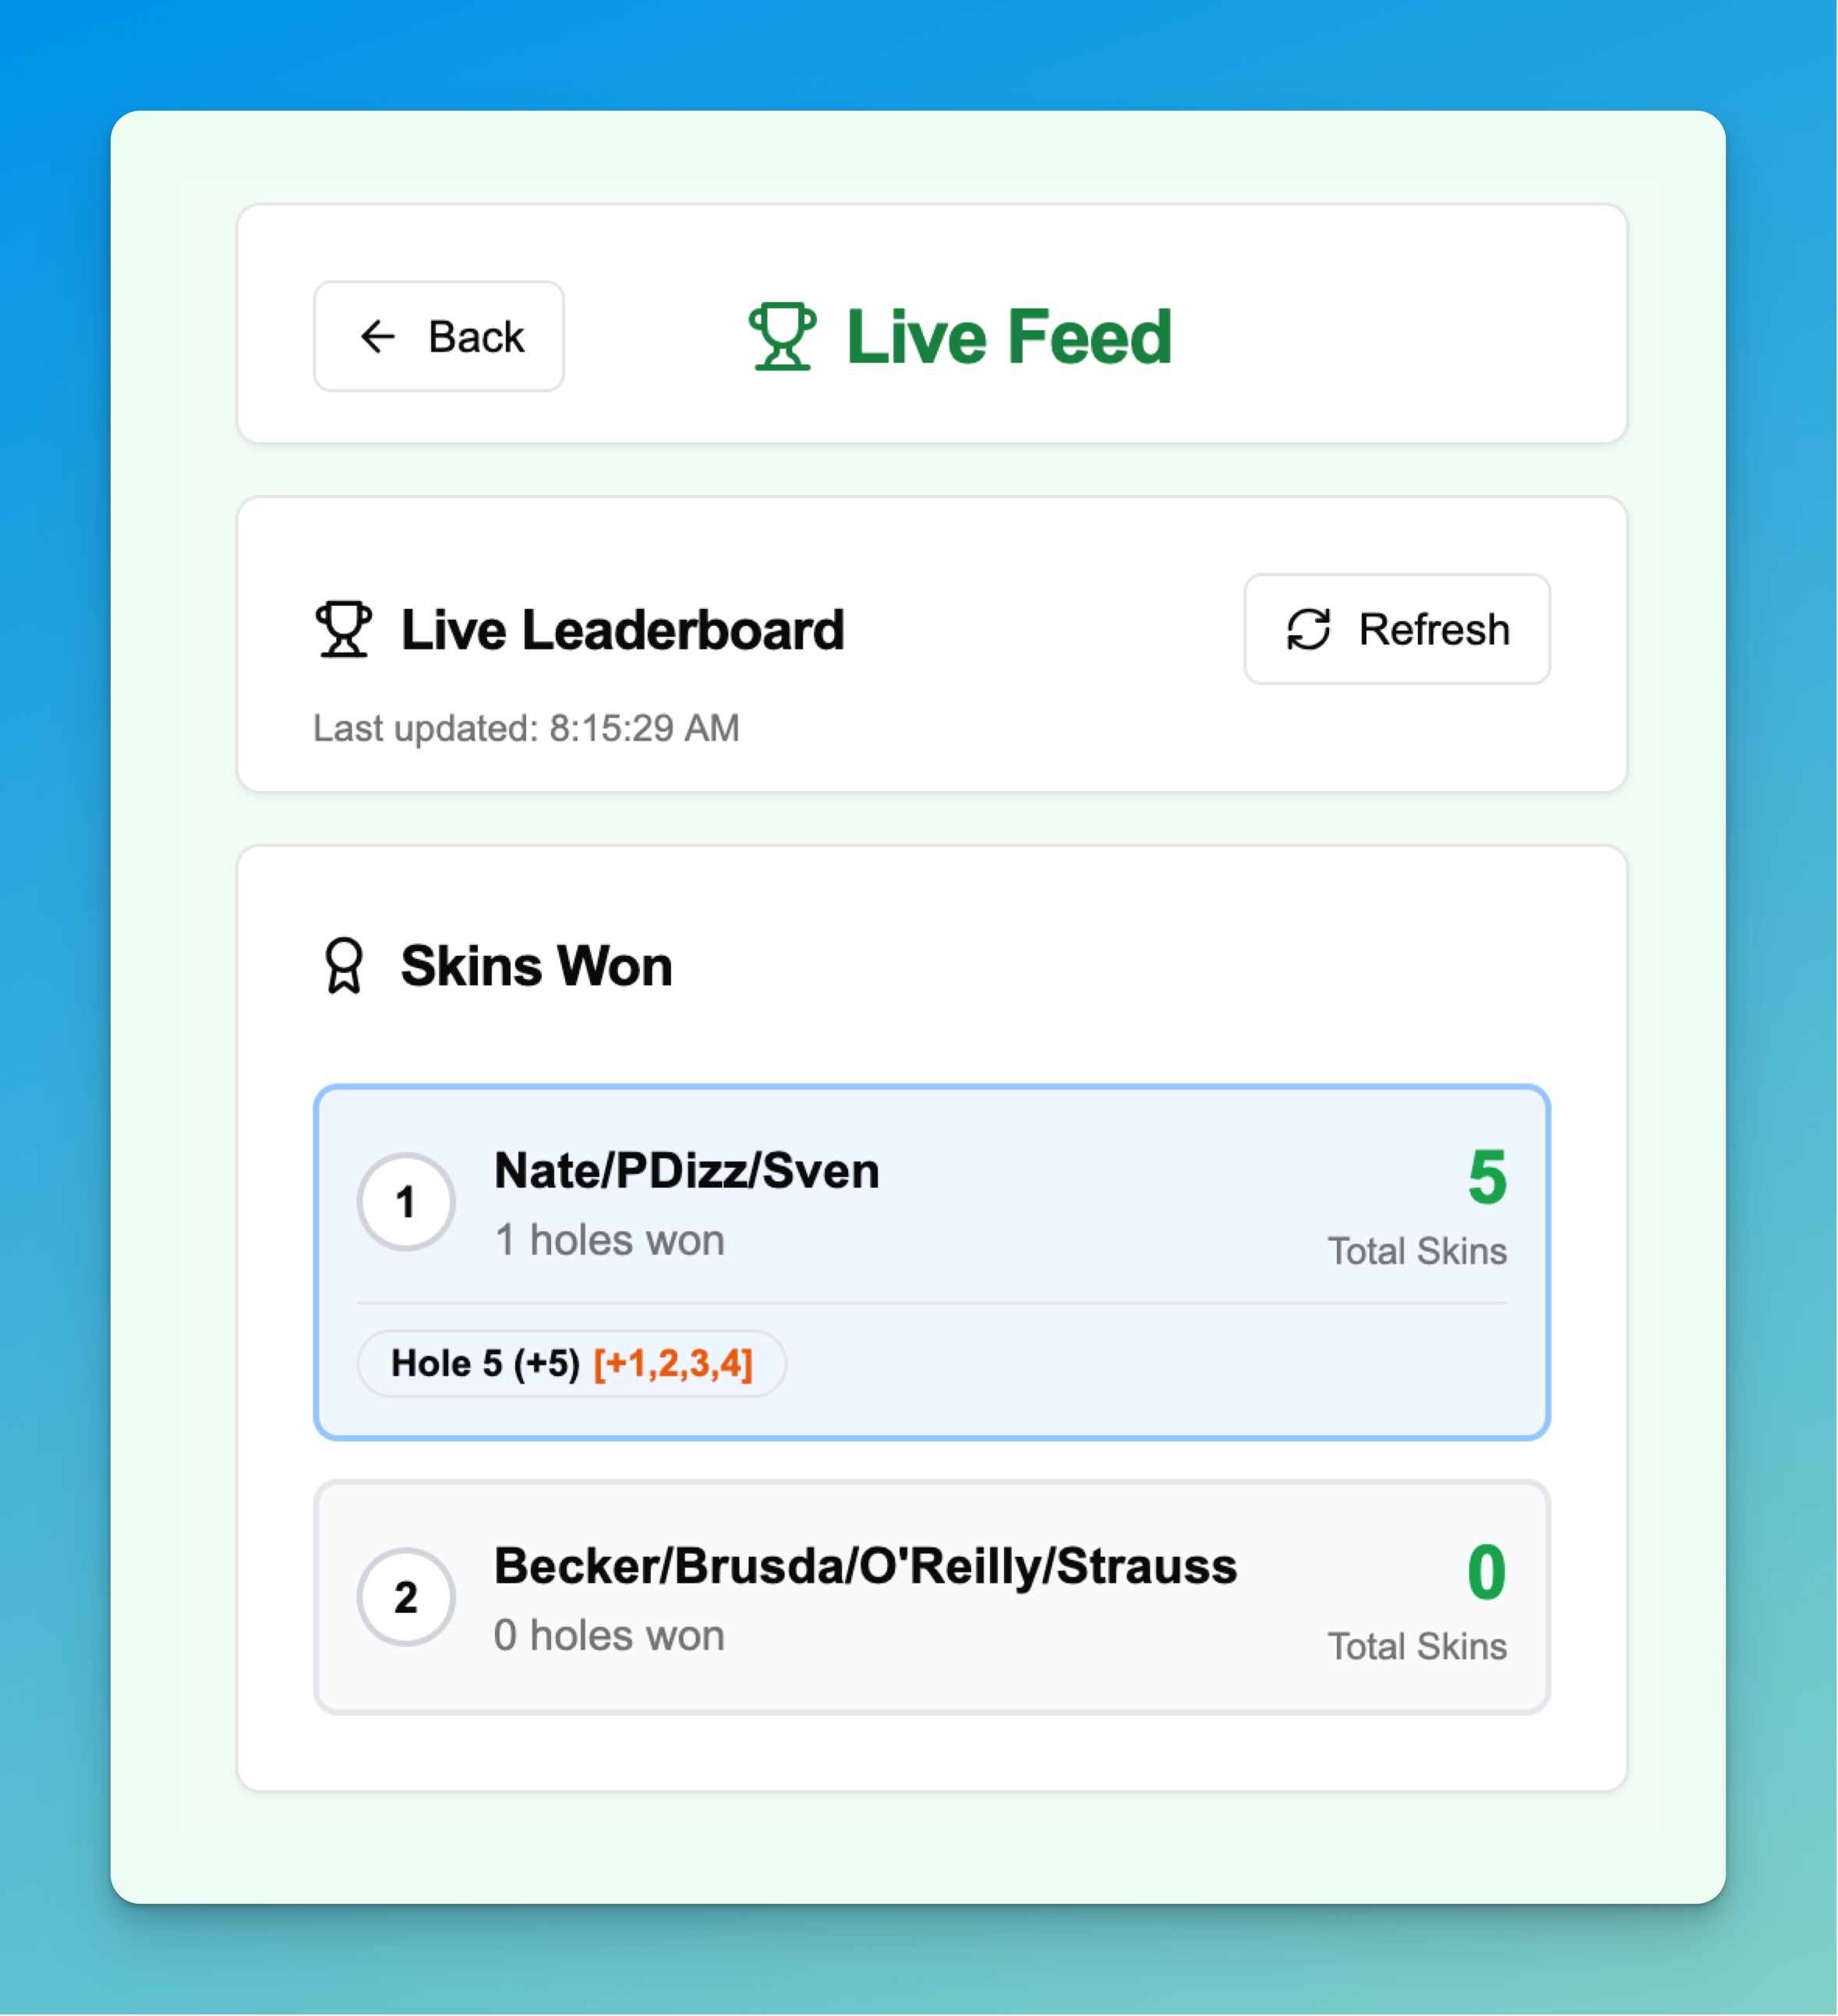 Back
Live Feed
Live Leaderboard
Refresh
Last updated: 8:15:29 AM
Skins Won
1
Nate/PDizz/Sven
1 holes won
5
Total Skins
Hole 5 (+5) [+1,2,3,4]
2
Becker/Brusda/O'Reilly/Strauss
0 holes won
0
Total Skins